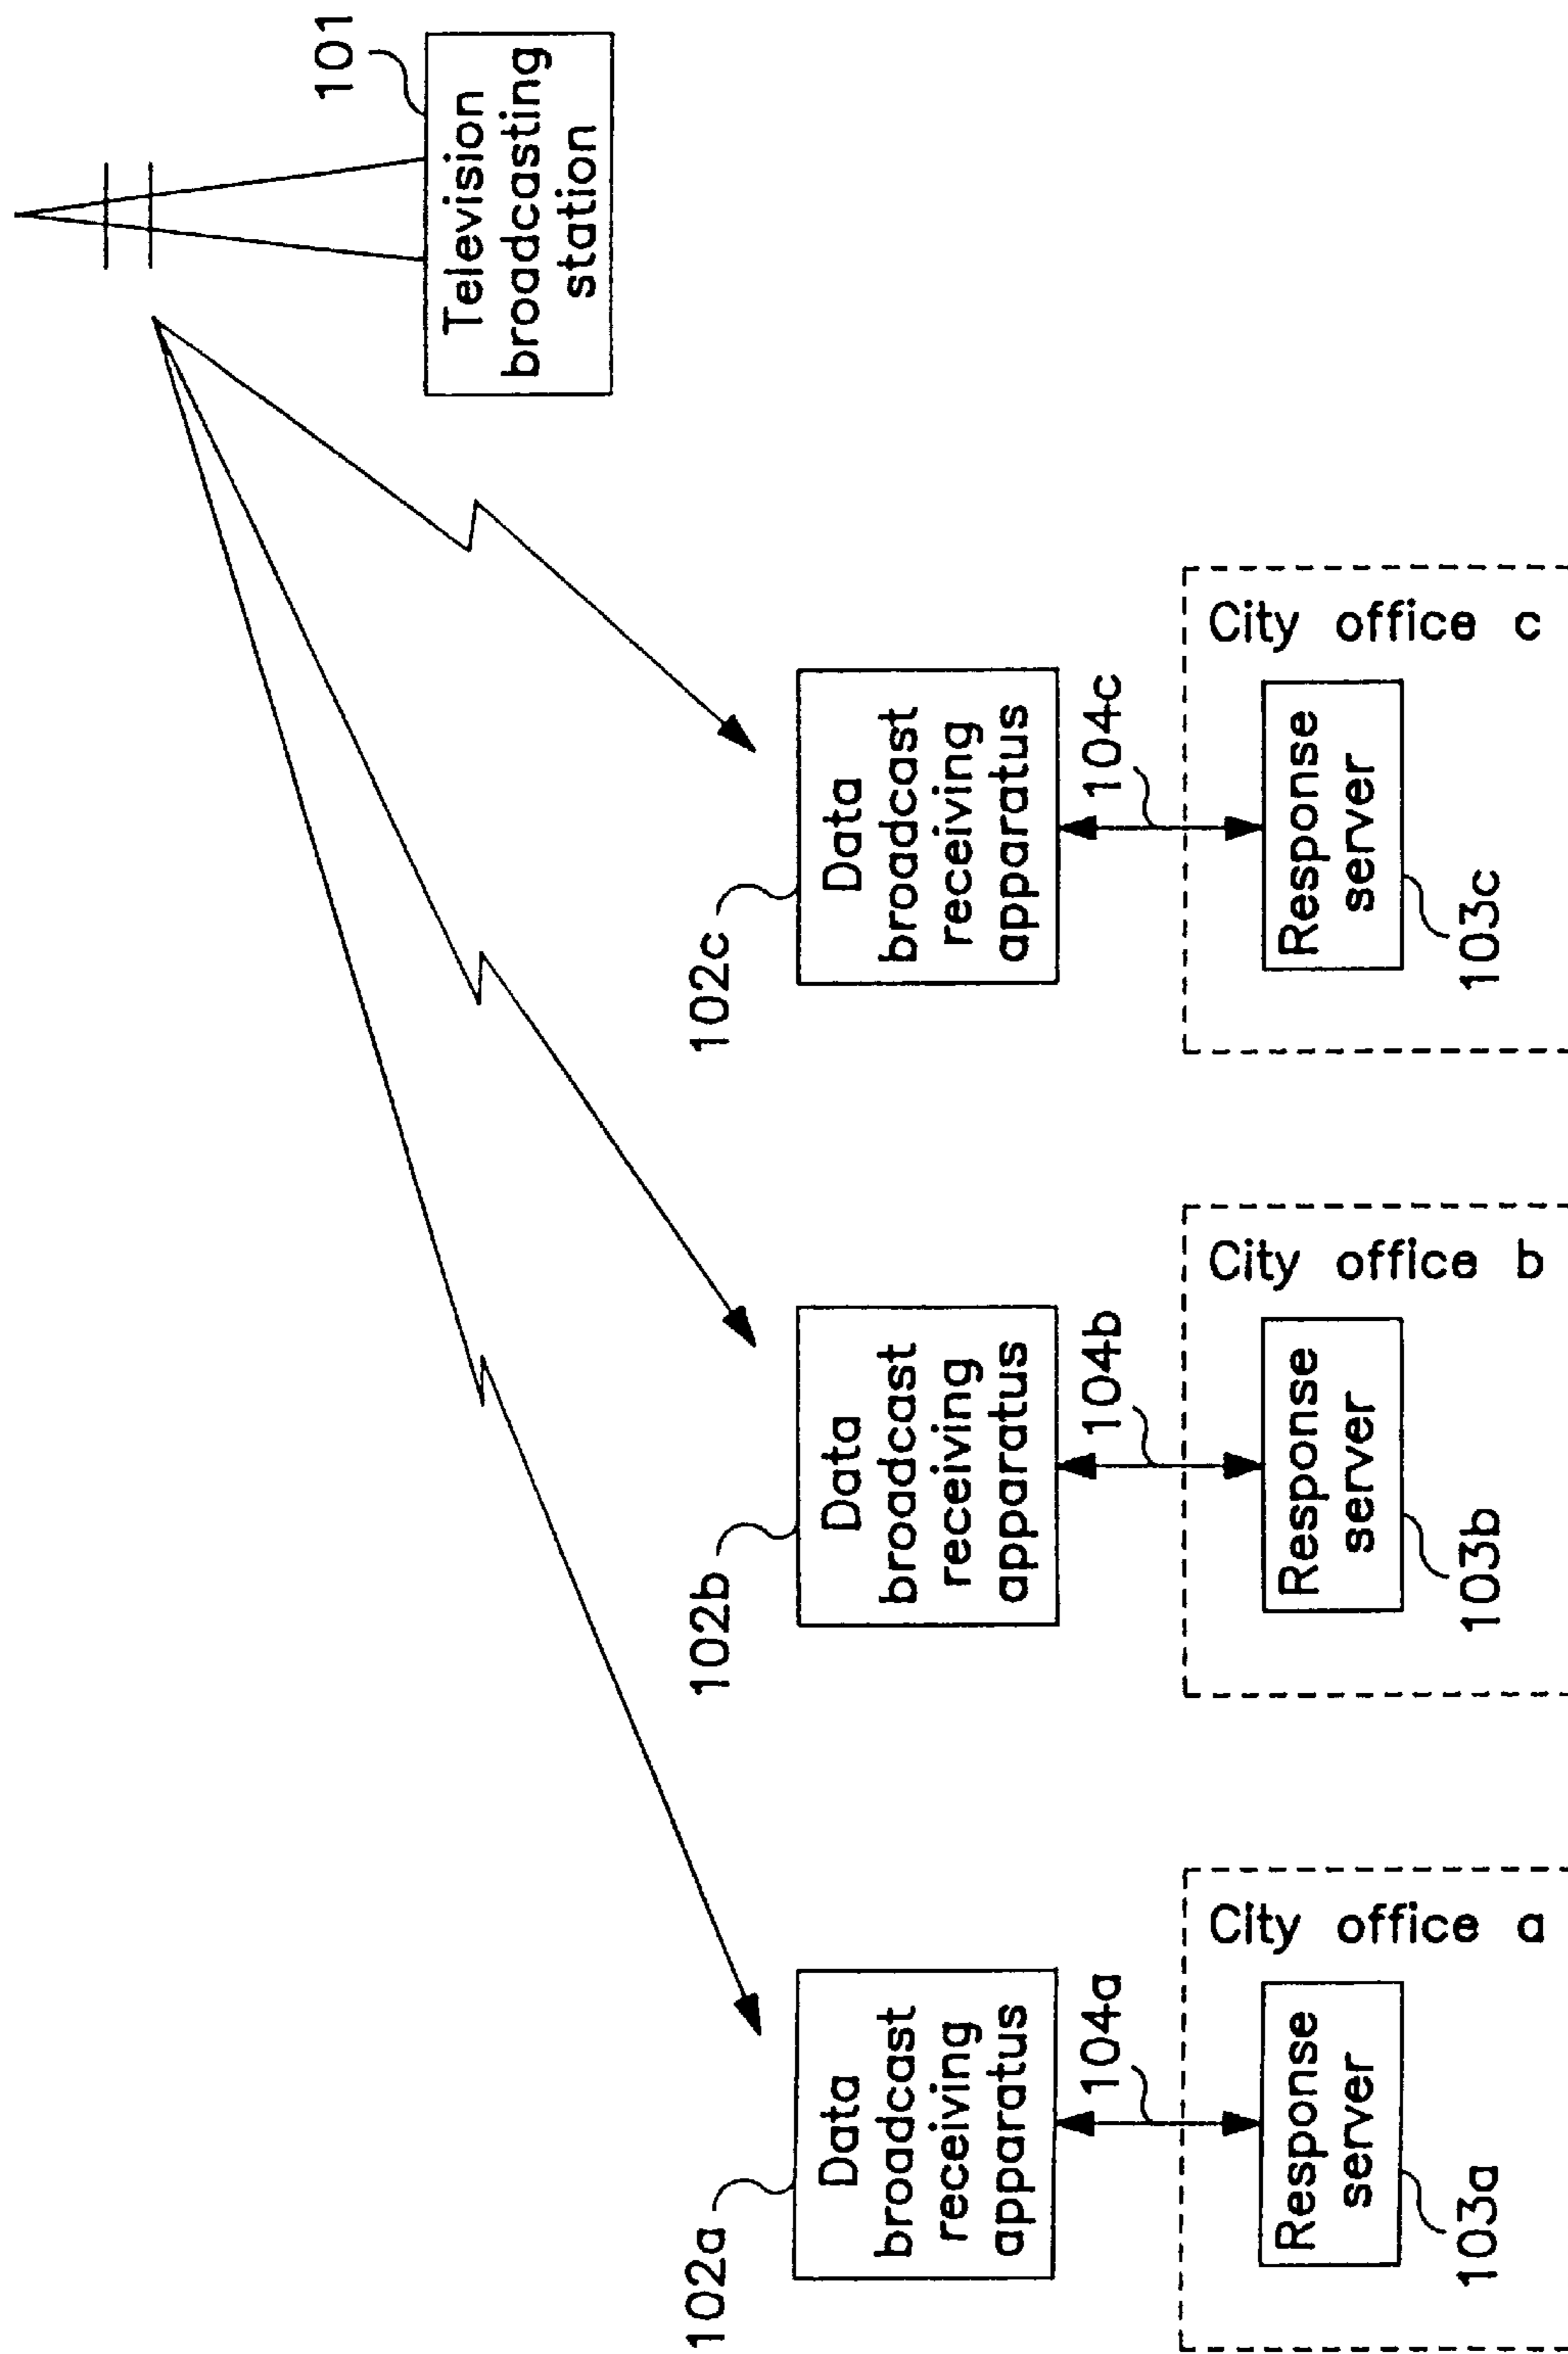 101
Television
broadcasting
station
102a
Data
broadcast
receiving
apparatus
104a
City office a
Response
server
103a
102b
Data
broadcast
receiving
apparatus
104b
City office b
Response
server
103b
102c
Data
broadcast
receiving
apparatus
104c
City office c
Response
server
103c